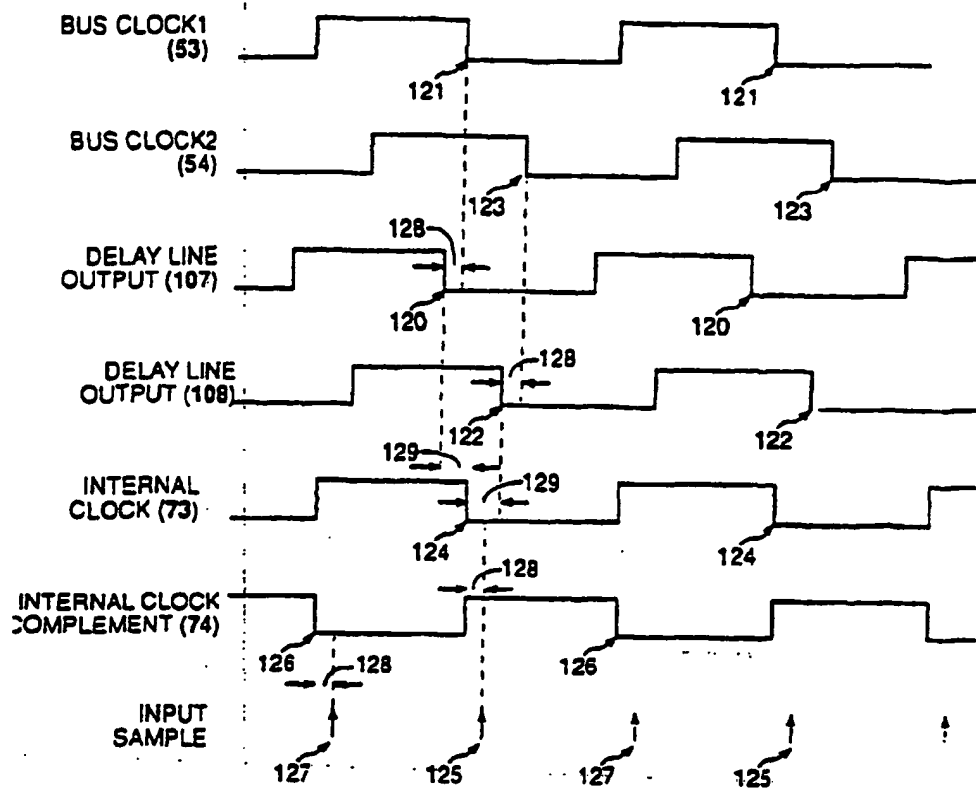 BUS CLOCK1
(53)
121
121
BUS CLOCK2
(54)
123
123
128
DELAY LINE
OUTPUT (107)
120
120
DELAY LINE
OUTPUT (108)
128
122
122
129
129
INTERNAL
CLOCK (73)
124
124
128
INTERNAL CLOCK
COMPLEMENT (74)
126
128
126
INPUT
SAMPLE
127
125
127
125